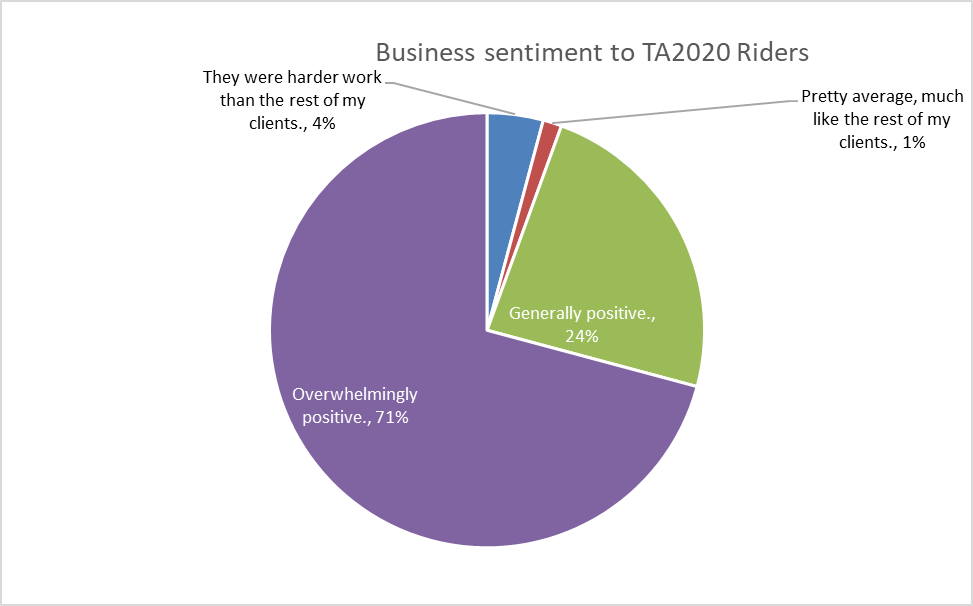 Business sentiment to TA2020 Riders
They were harder work
than the rest of my
clients., 4%
Pretty average, much
like the rest of my
clients., 1%
Generally positive.,
24%
Overwhelmingly
positive., 71%